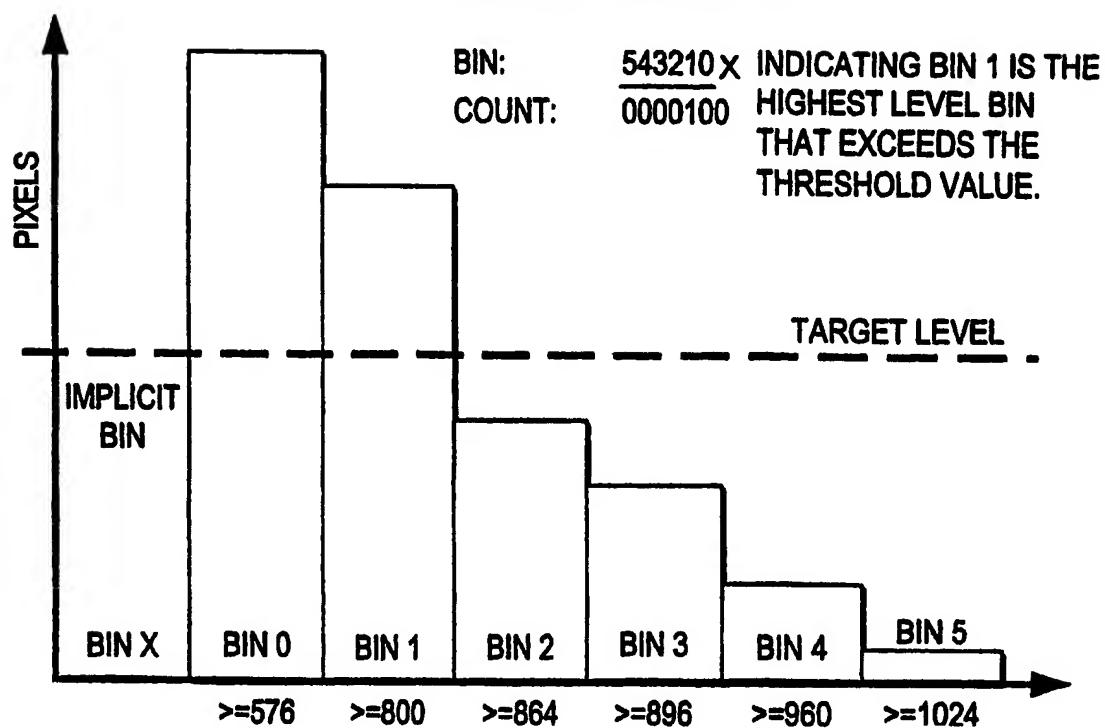 BIN: 543210X INDICATING BIN 1 IS THE
COUNT: 0000100 HIGHEST LEVEL BIN
THAT EXCEEDS THE
THRESHOLD VALUE.
PIXELS
TARGET LEVEL
IMPLICIT
BIN
BIN X BIN 0 BIN 1 BIN 2 BIN 3 BIN 4 BIN 5
>=576 >=800 >=864 >=896 >=960 >=1024